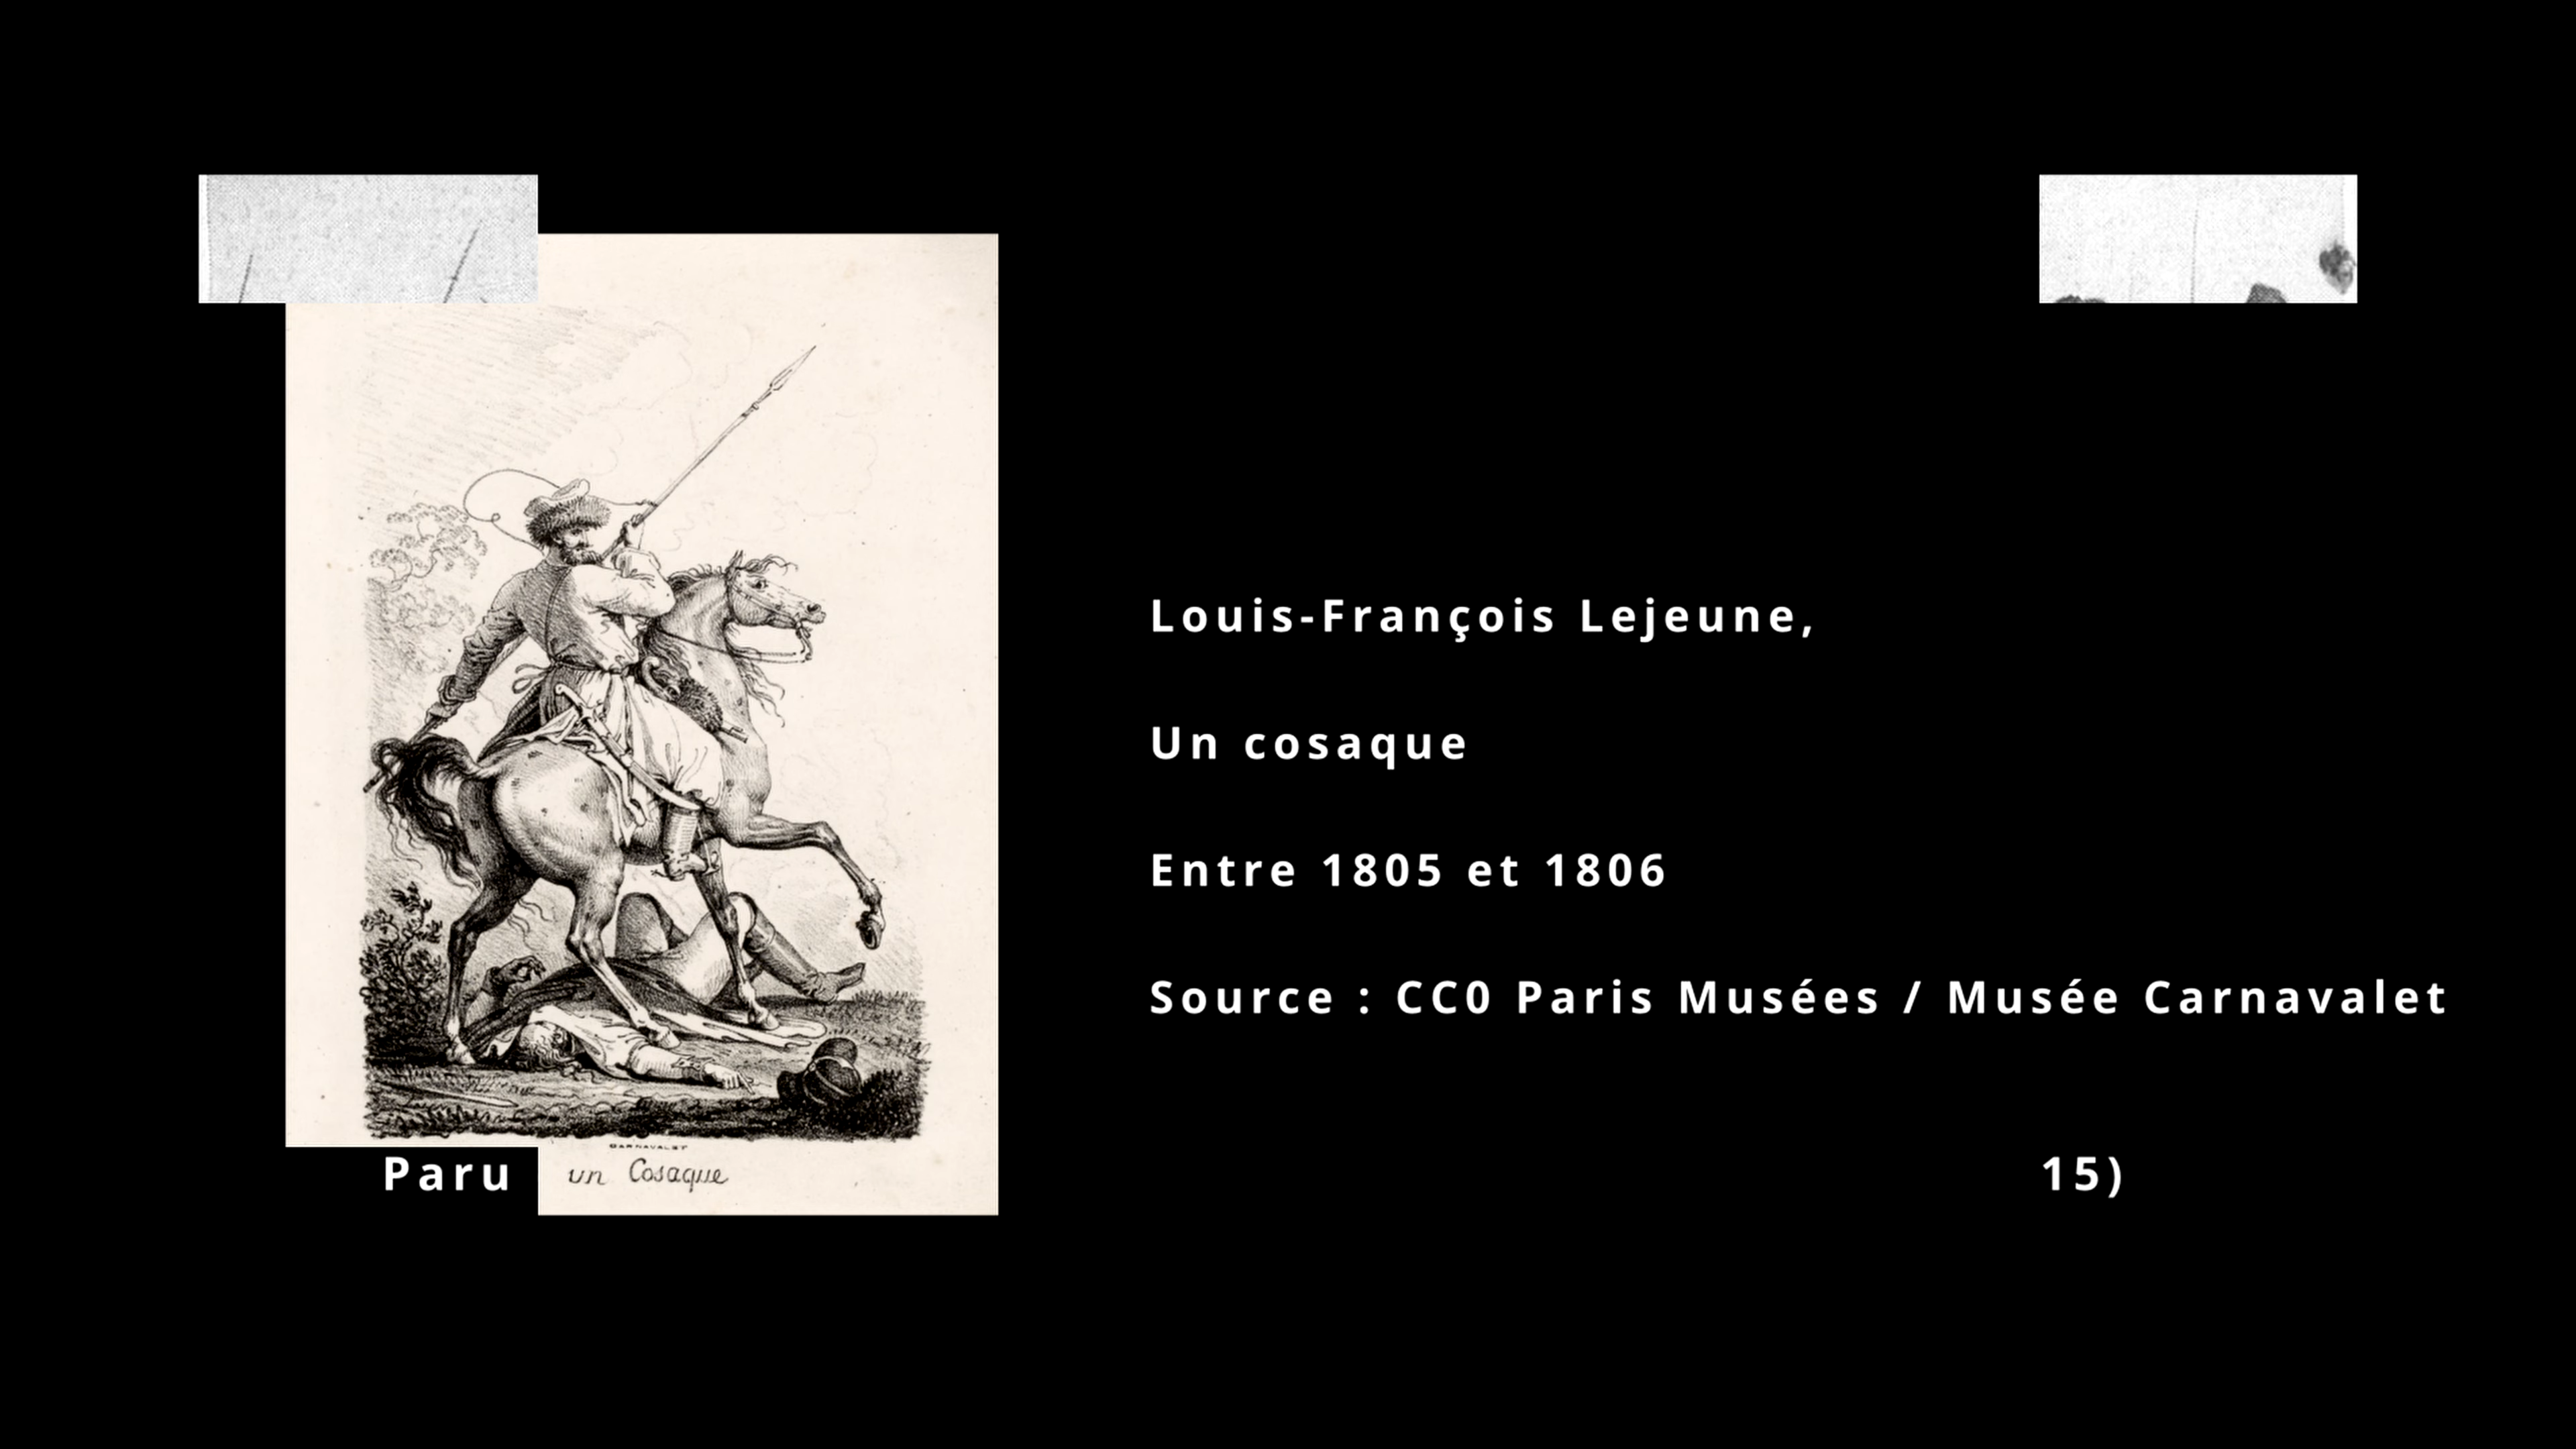 Louis-François Lejeune,
Un cosaque
Entre 1805 et 1806
Source : CC0 Paris Musées / Musée Carnavalet
CARNAVALET
Paru
un Cosaque
15)